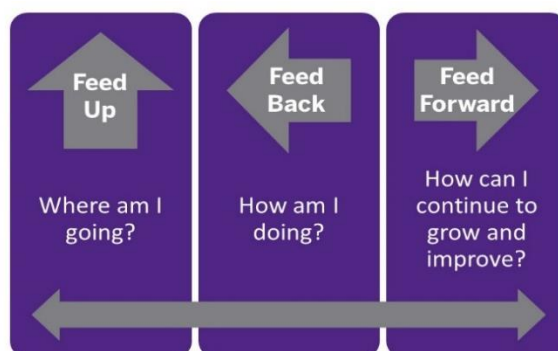 Feed
Up
Where am I
going?
Feed
Back
How am I
doing?
Feed
Forward
How can I
continue to
grow and
improve?